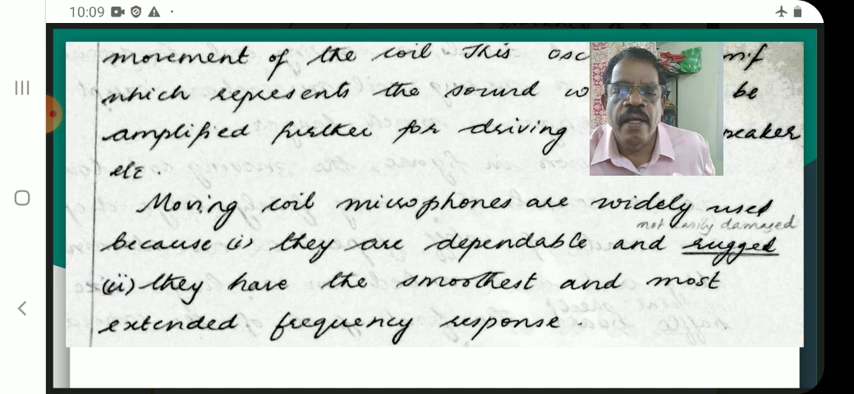 10:09
movement of the coil. This osc
which represents the sound be
amplified further for driving
etc.
Moving coil microphones are widely used
not easily damaged
because (i) they are dependable and rugged
(ii) they have the smoothest and most
extended frequency response.